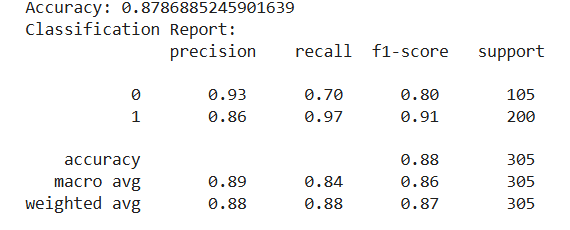 Accuracy: 0.8786885245901639
Classification Report:
precision recall f1-score support
0 0.93 0.70 0.80 105
1 0.86 0.97 0.91 200
accuracy 0.88 305
macro avg 0.89 0.84 0.86 305
weighted avg 0.88 0.88 0.87 305